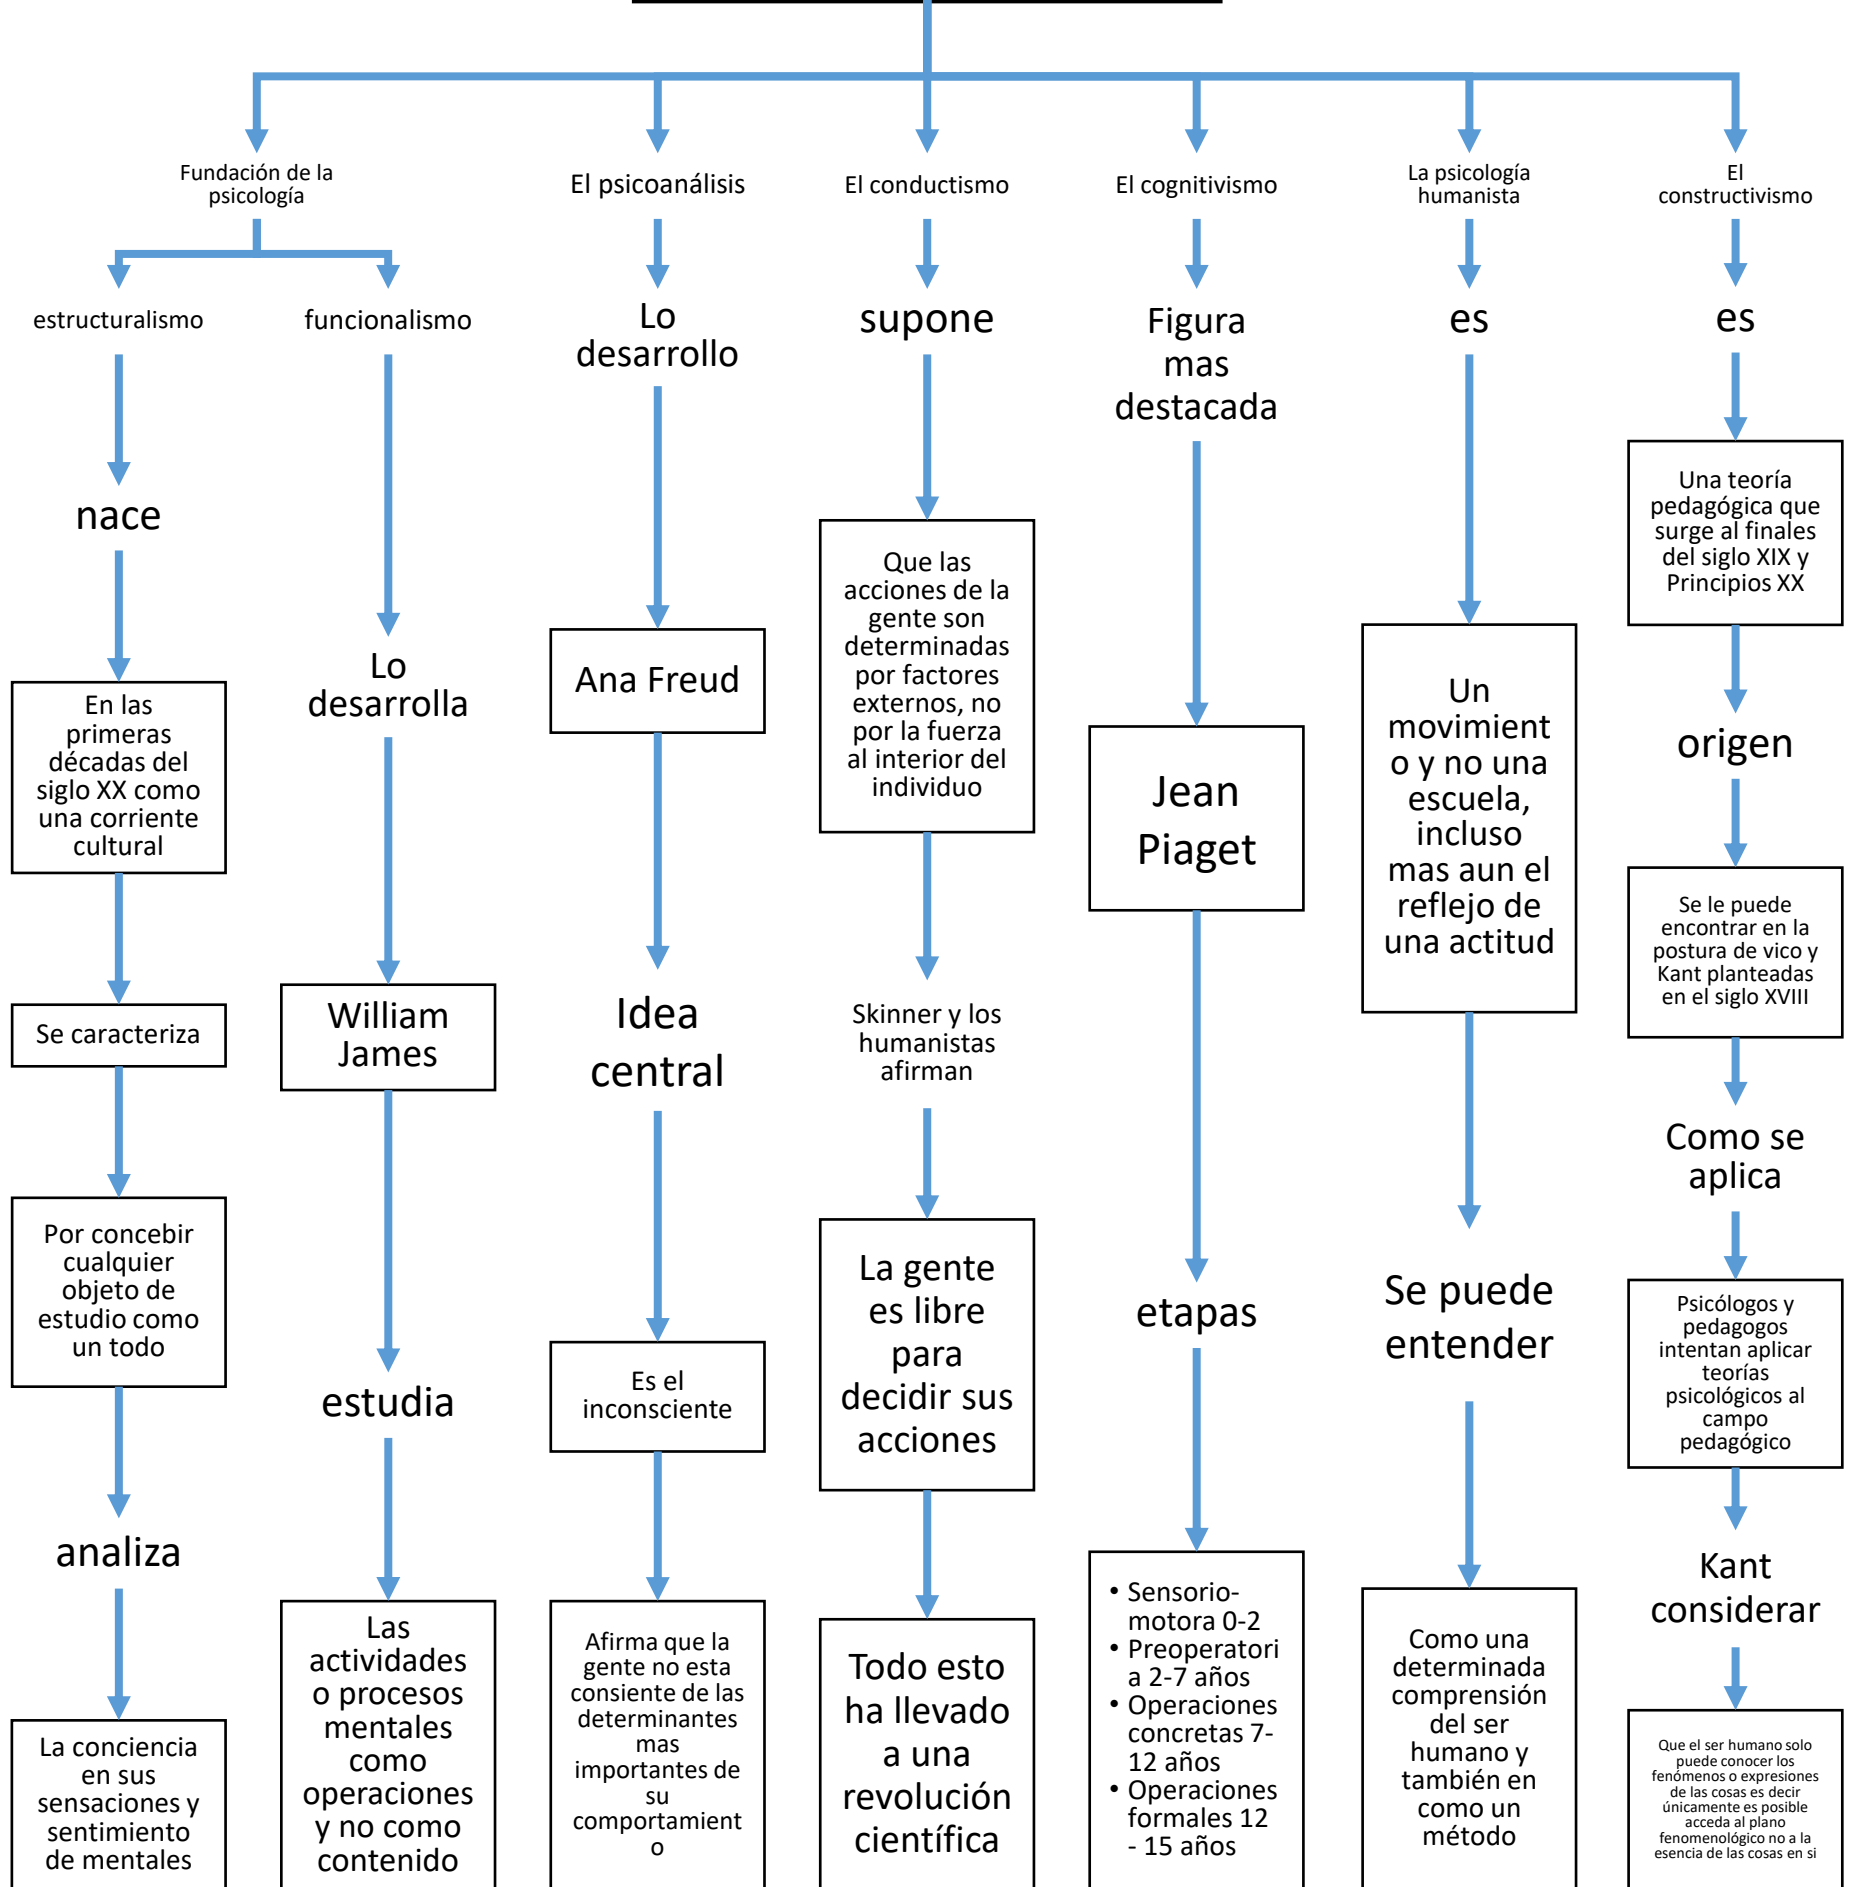 Fundación de la
psicología
El psicoanálisis
El conductismo
El cognitivismo
La psicología
humanista
El
constructivismo
estructuralismo
nace
En las
primeras
décadas del
siglo XX como
una corriente
cultural
Se caracteriza
Por concebir
cualquier
objeto de
estudio como
un todo
analiza
La conciencia
en sus
sensaciones y
sentimiento
de mentales
funcionalismo
Lo
desarrolla
William
James
estudia
Las
actividades
o procesos
mentales
como
operaciones
y no como
contenido
Lo
desarrollo
Ana Freud
Idea
central
Es el
inconsciente
Afirma que la
gente no esta
consiente de las
determinantes
mas
importantes de
su
comportamient
o
supone
Que las
acciones de la
gente son
determinadas
por factores
externos, no
por la fuerza
al interior del
individuo
Skinner y los
humanistas
afirman
La gente
es libre
para
decidir sus
acciones
Todo esto
ha llevado
a una
revolución
científica
Figura
mas
destacada
Jean
Piaget
etapas
• Sensorio-
motora 0-2
• Preoperatori
a 2-7 años
• Operaciones
concretas 7-
12 años
• Operaciones
formales 12
- 15 años
es
Un
movimient
o y no una
escuela,
incluso
mas aun el
reflejo de
una actitud
Se puede
entender
Como una
determinada
comprensión
del ser
humano y
también en
como un
método
es
Una teoría
pedagógica que
surge al finales
del siglo XIX y
Principios XX
origen
Se le puede
encontrar en la
postura de vico y
Kant planteadas
en el siglo XVIII
Como se
aplica
Psicólogos y
pedagogos
intentan aplicar
teorías
psicológicos al
campo
pedagógico
Kant
considerar
Que el ser humano solo
puede conocer los
fenómenos o expresiones
de las cosas es decir
únicamente es posible
acceda al plano
fenomenológico no a la
esencia de las cosas en si